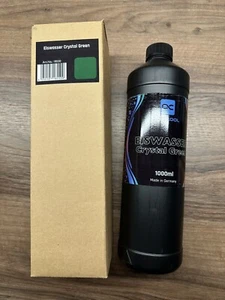 Eiswasser Crystal Green
EISWASSER
Crystal Green
1000ml
Made in Germany